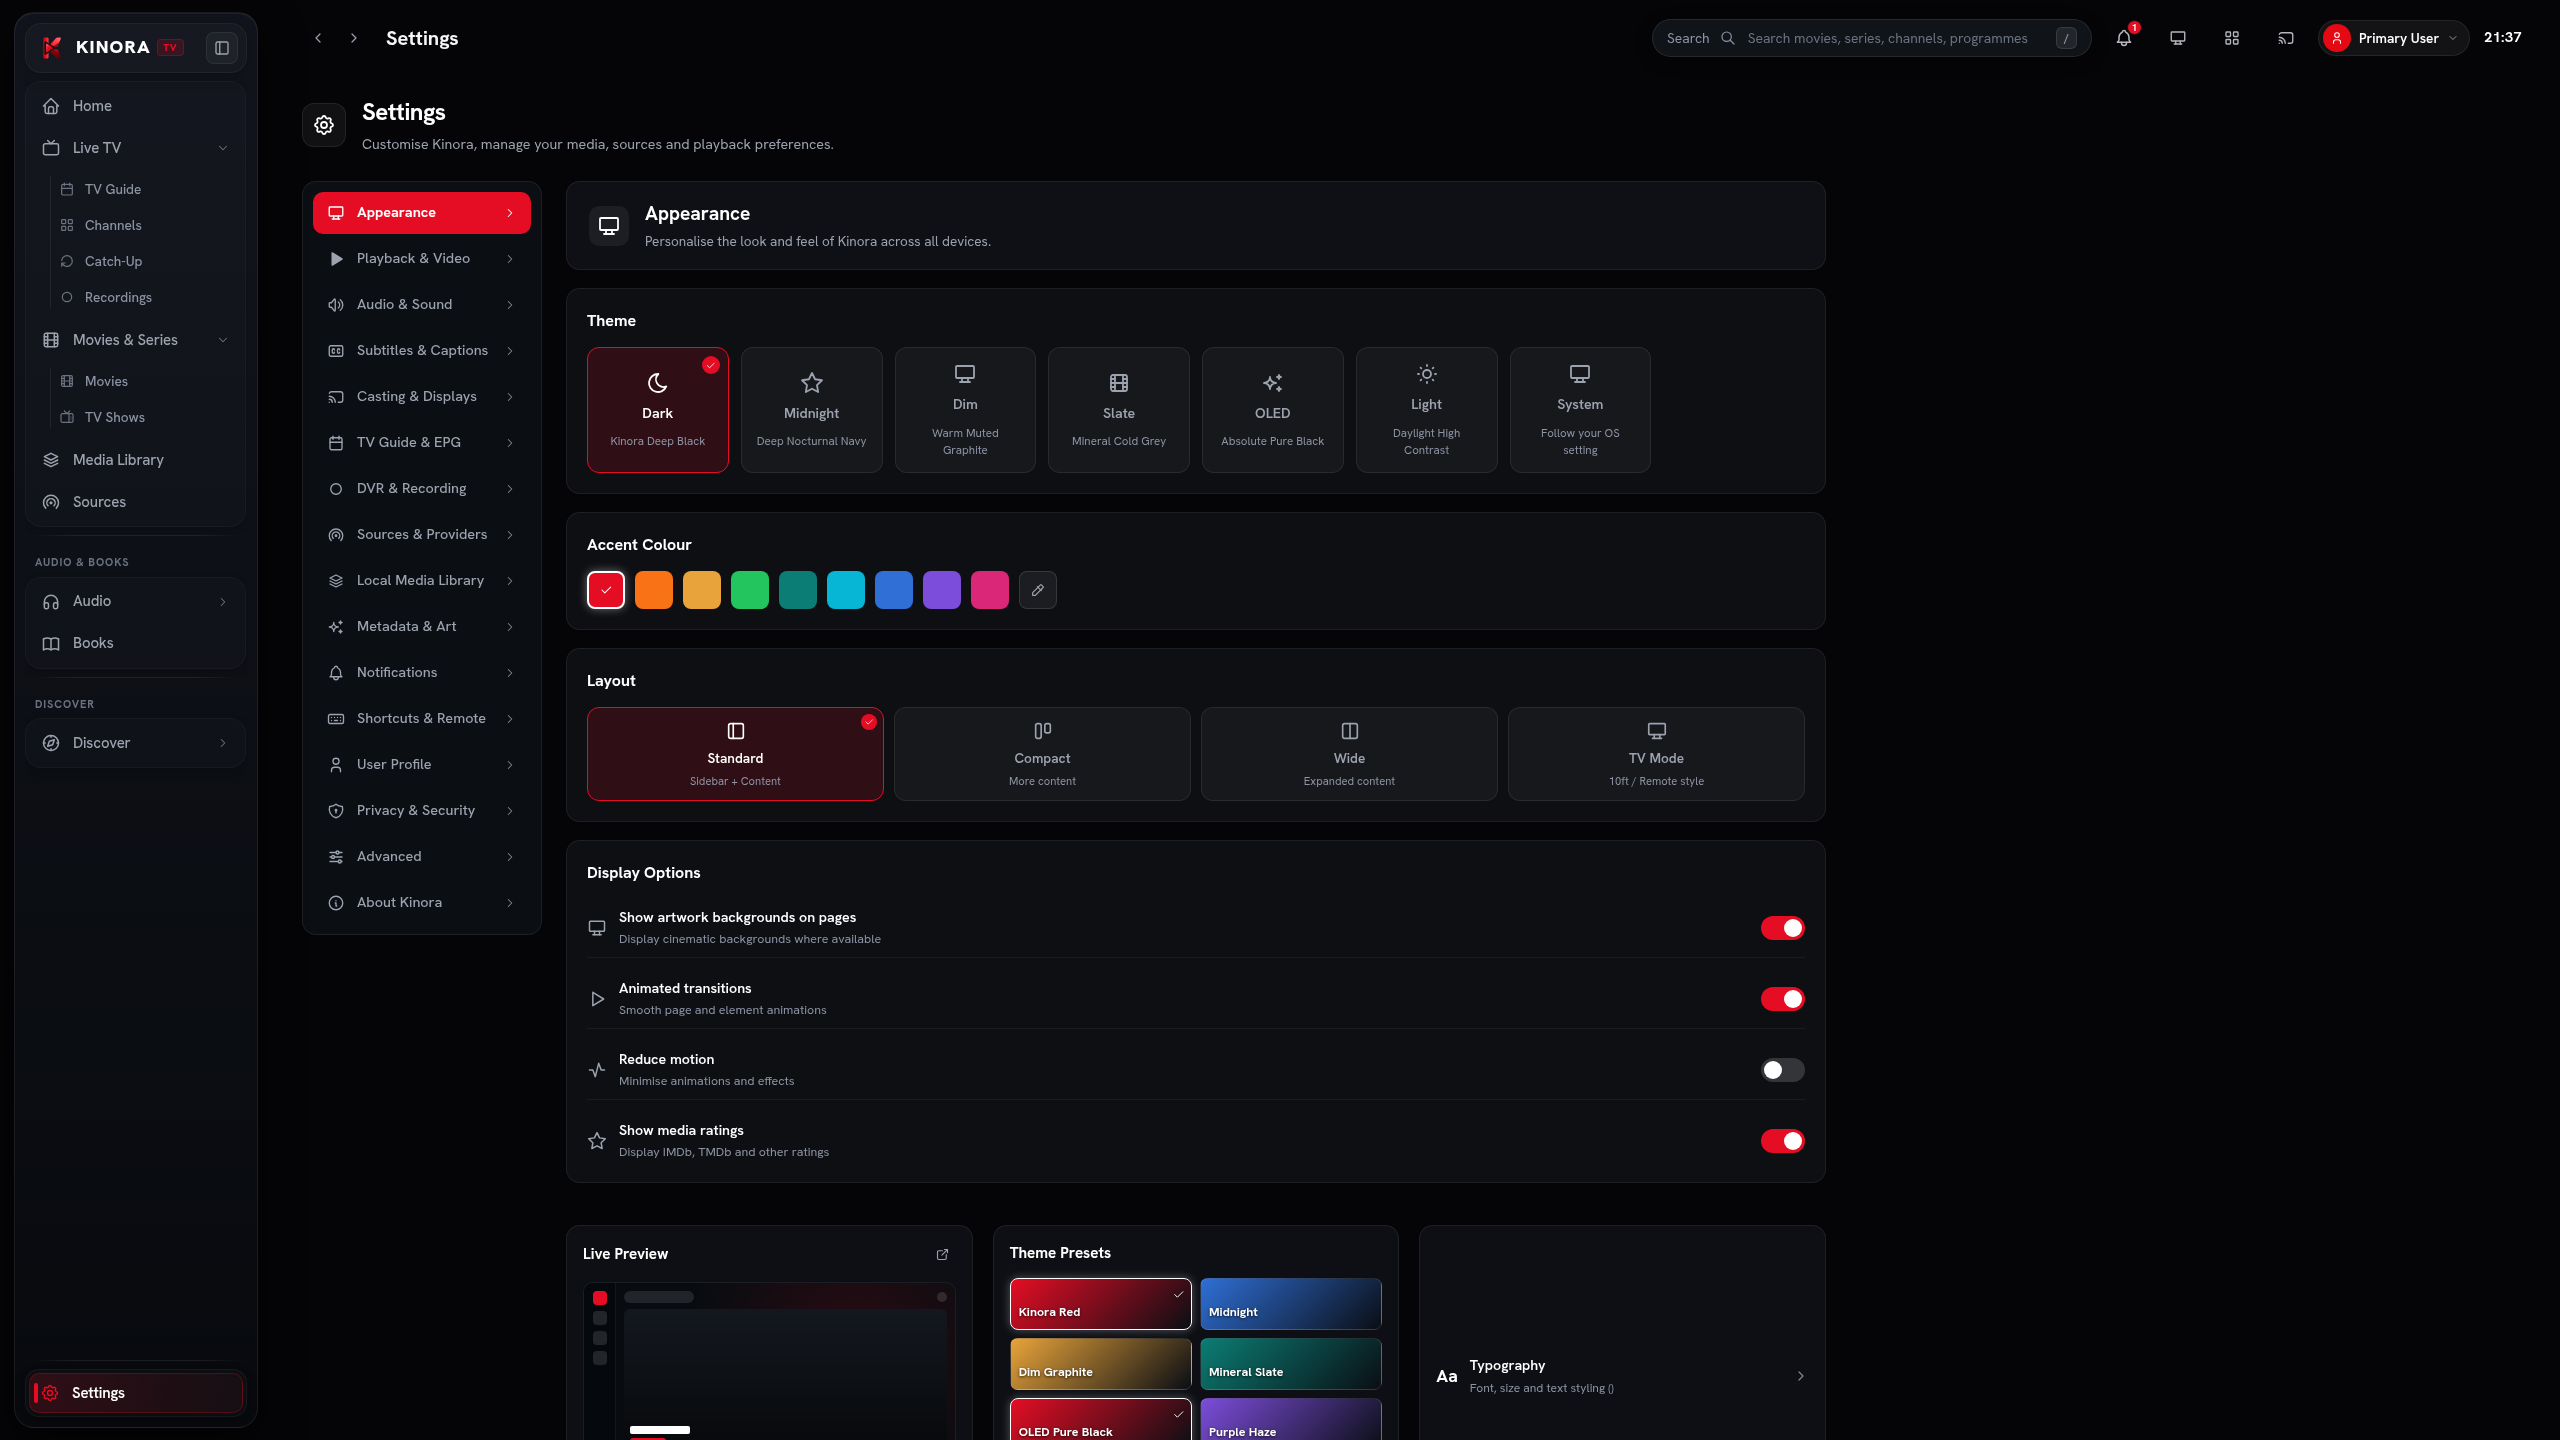 KINORA TV
Home
Live TV
TV Guide
Channels
Catch-Up
Recordings
Movies & Series
Movies
TV Shows
Media Library
Sources
AUDIO & BOOKS
Audio
Books
DISCOVER
Discover
Settings
Settings
Search Search movies, series, channels, programmes /
1
Primary User
21:37
Settings
Customise Kinora, manage your media, sources and playback preferences.
Appearance
Playback & Video
Audio & Sound
Subtitles & Captions
Casting & Displays
TV Guide & EPG
DVR & Recording
Sources & Providers
Local Media Library
Metadata & Art
Notifications
Shortcuts & Remote
User Profile
Privacy & Security
Advanced
About Kinora
Appearance
Personalise the look and feel of Kinora across all devices.
Theme
Dark
Kinora Deep Black
Midnight
Deep Nocturnal Navy
Dim
Warm Muted
Graphite
Slate
Mineral Cold Grey
OLED
Absolute Pure Black
Light
Daylight High
Contrast
System
Follow your OS
setting
Accent Colour
Layout
Standard
Sidebar + Content
Compact
More content
Wide
Expanded content
TV Mode
10ft / Remote style
Display Options
Show artwork backgrounds on pages
Display cinematic backgrounds where available
Animated transitions
Smooth page and element animations
Reduce motion
Minimise animations and effects
Show media ratings
Display IMDb, TMDb and other ratings
Live Preview
Theme Presets
Kinora Red
Midnight
Dim Graphite
Mineral Slate
OLED Pure Black
Purple Haze
Aa
Typography
Font, size and text styling ()